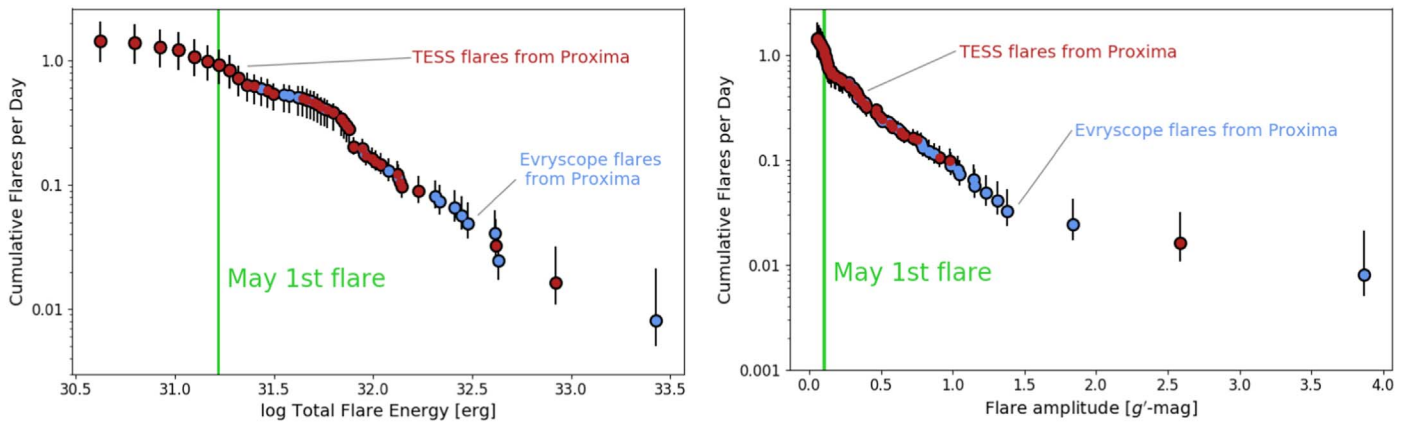 Cumulative Flares per Day
1.0
0.1
0.01
TESS flares from Proxima
Evryscope flares
from Proxima
May 1st flare
30.5 31.0 31.5 32.0 32.5 33.0 33.5
log Total Flare Energy [erg]
Cumulative Flares per Day
1.0
0.1
0.01
0.001
TESS flares from Proxima
Evryscope flares from Proxima
May 1st flare
0.0 0.5 1.0 1.5 2.0 2.5 3.0 3.5 4.0
Flare amplitude [g′-mag]